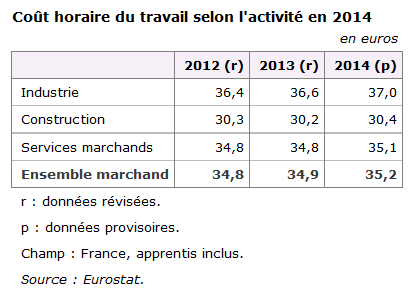 Coût horaire du travail selon l'activité en 2014
en euros
2012 (r) 2013 (r) 2014 (p)
Industrie 36,4 36,6 37,0
Construction 30,3 30,2 30,4
Services marchands 34,8 34,8 35,1
Ensemble marchand 34,8 34,9 35,2
r : données révisées.
p : données provisoires.
Champ : France, apprentis inclus.
Source : Eurostat.